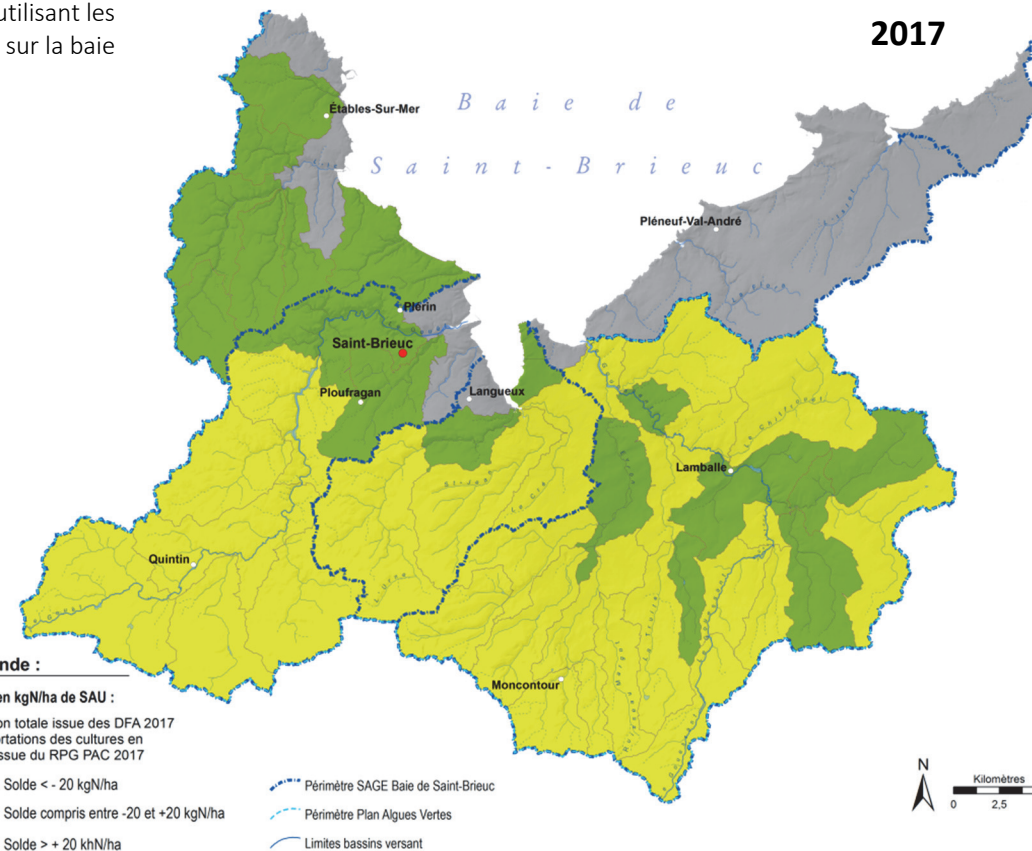 utilisant les
sur la baie
2017
Baie de
Saint-Brieuc
Étables-Sur-Mer
Pléneuf-Val-André
Plérin
Saint-Brieuc
Ploufragan
Langueux
Lamballe
Quintin
Moncontour
nde :
en kgN/ha de SAU :
on totale issue des DFA 2017
ortations des cultures en
ssue du RPG PAC 2017
Solde < - 20 kgN/ha
Solde compris entre -20 et +20 kgN/ha
Solde > + 20 khN/ha
Périmètre SAGE Baie de Saint-Brieuc
Périmètre Plan Algues Vertes
Limites bassins versant
N
Kilomètres
0 2,5